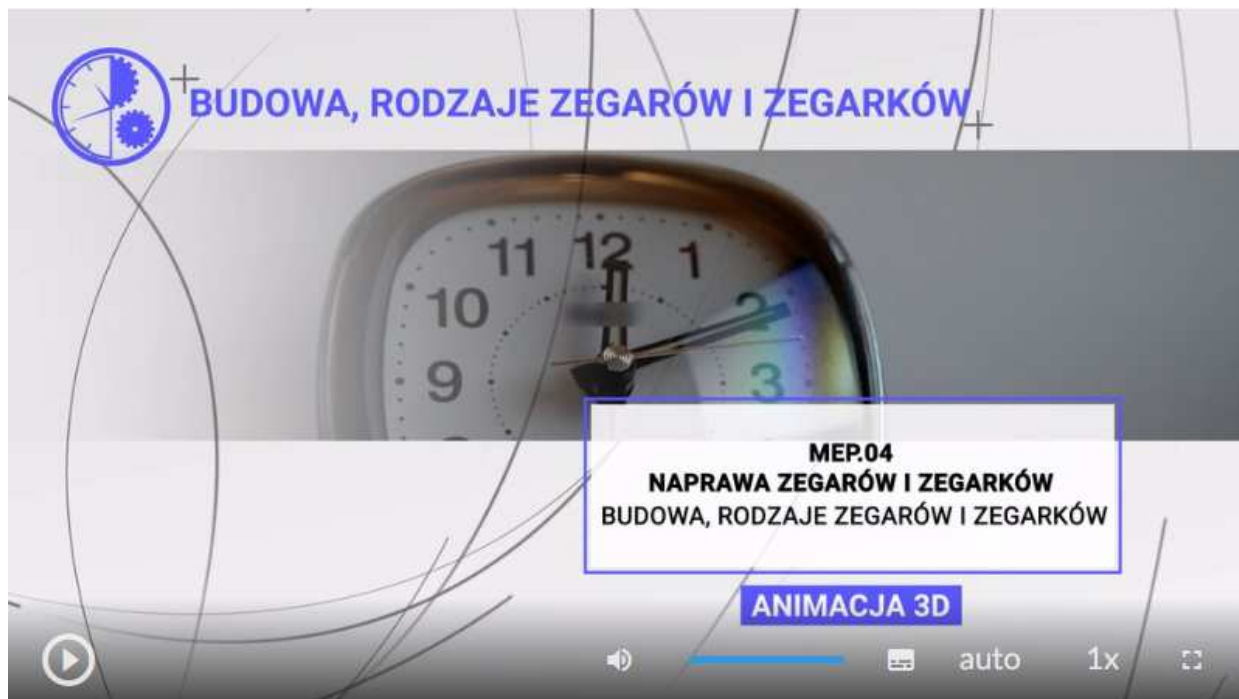 BUDOWA, RODZAJE ZEGARÓW I ZEGARKÓW
11 12 1
10 2
9 3
MEP.04
NAPRAWA ZEGARÓW I ZEGARKÓW
BUDOWA, RODZAJE ZEGARÓW I ZEGARKÓW
ANIMACJA 3D
auto 1x